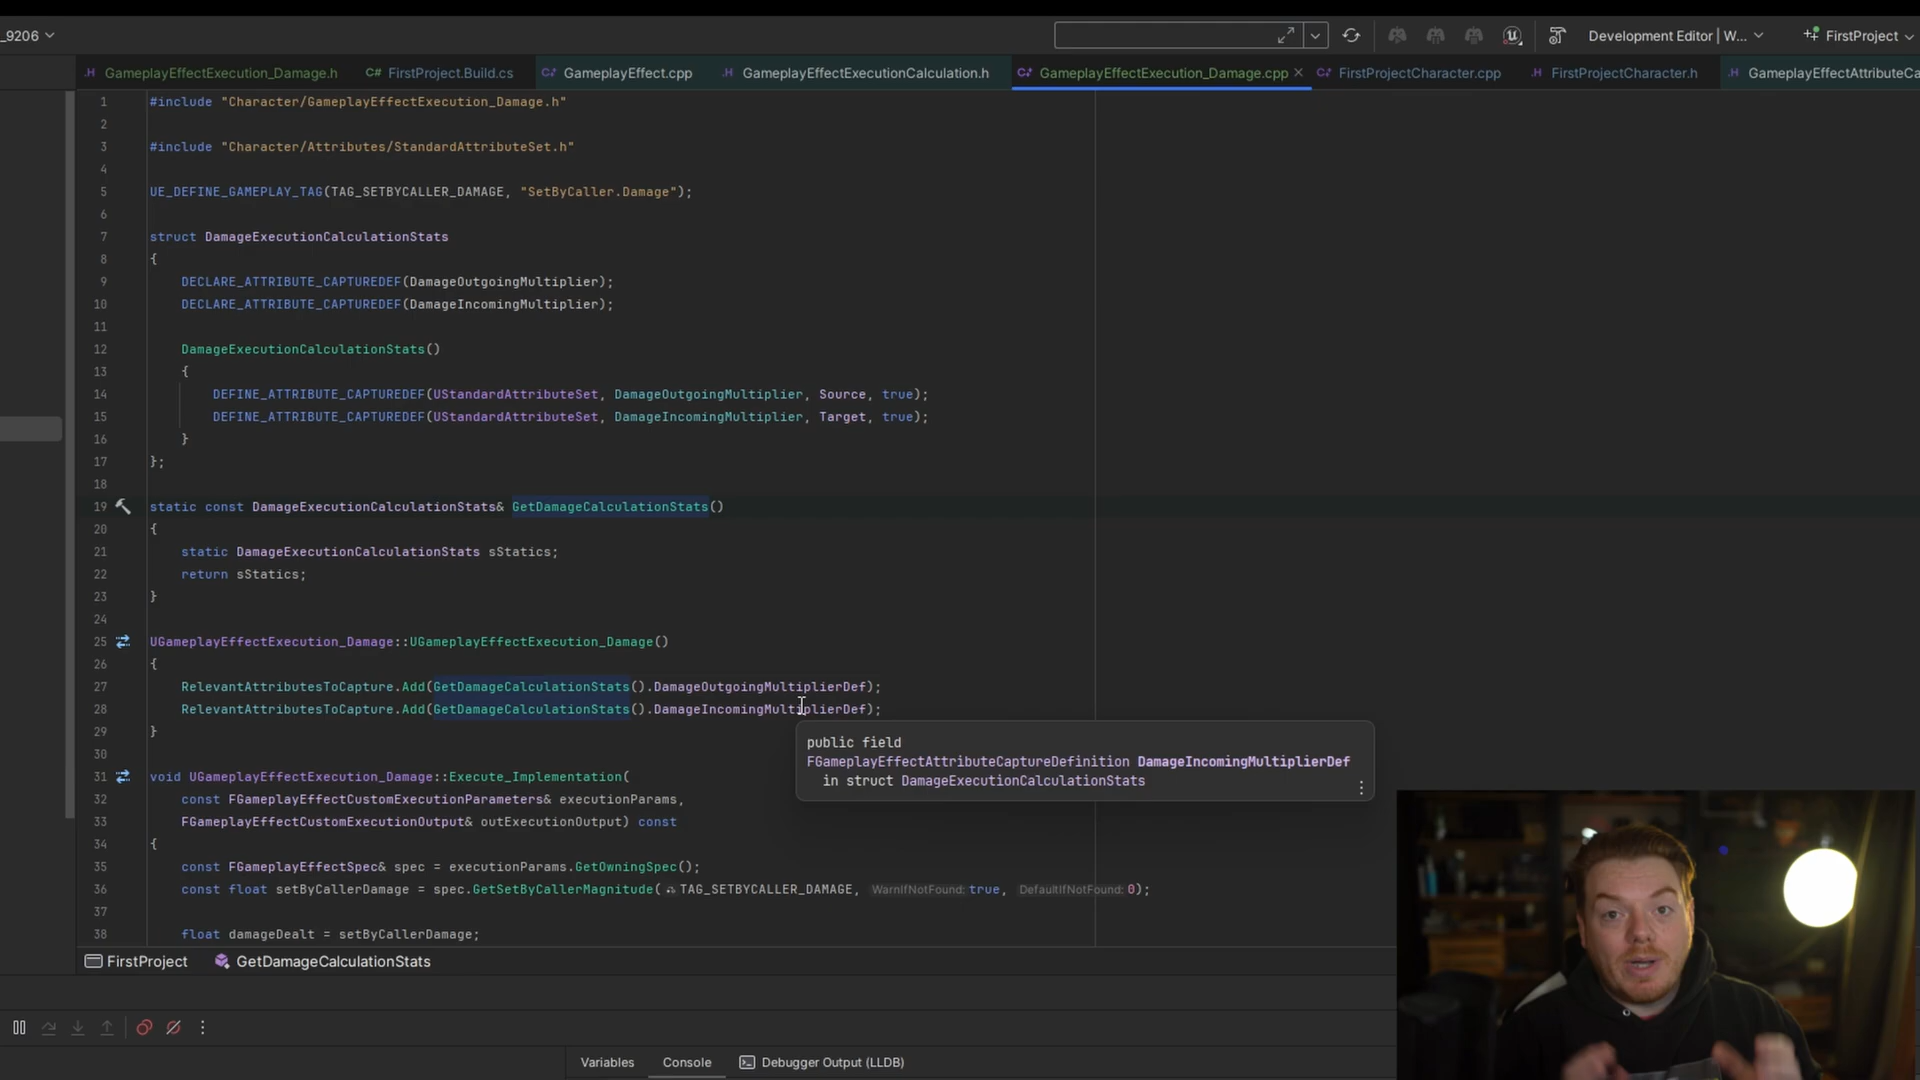 _9206
Development Editor | W...
FirstProject
GameplayEffectExecution_Damage.h
C# FirstProject.Build.cs
GameplayEffect.cpp
.H GameplayEffectExecutionCalculation.h
GameplayEffectExecution_Damage.cpp
FirstProjectCharacter.cpp
.H FirstProjectCharacter.h
.H GameplayEffectAttributeCa
1 #include "Character/GameplayEffectExecution_Damage.h"
2
3 #include "Character/Attributes/StandardAttributeSet.h"
4
5 UE_DEFINE_GAMEPLAY_TAG(TAG_SETBYCALLER_DAMAGE, "SetByCaller.Damage");
6
7 struct DamageExecutionCalculationStats
8 {
9 DECLARE_ATTRIBUTE_CAPTUREDEF(DamageOutgoingMultiplier);
10 DECLARE_ATTRIBUTE_CAPTUREDEF(DamageIncomingMultiplier);
11
12 DamageExecutionCalculationStats()
13 {
14 DEFINE_ATTRIBUTE_CAPTUREDEF(UStandardAttributeSet, DamageOutgoingMultiplier, Source, true);
15 DEFINE_ATTRIBUTE_CAPTUREDEF(UStandardAttributeSet, DamageIncomingMultiplier, Target, true);
16 }
17 };
18
19 static const DamageExecutionCalculationStats& GetDamageCalculationStats()
20 {
21 static DamageExecutionCalculationStats sStatics;
22 return sStatics;
23 }
24
25 UGameplayEffectExecution_Damage::UGameplayEffectExecution_Damage()
26 {
27 RelevantAttributesToCapture.Add(GetDamageCalculationStats().DamageOutgoingMultiplierDef);
28 RelevantAttributesToCapture.Add(GetDamageCalculationStats().DamageIncomingMultiplierDef);
29 }
30
public field
FGameplayEffectAttributeCaptureDefinition DamageIncomingMultiplierDef
in struct DamageExecutionCalculationStats
31 void UGameplayEffectExecution_Damage::Execute_Implementation(
32 const FGameplayEffectCustomExecutionParameters& executionParams,
33 FGameplayEffectCustomExecutionOutput& outExecutionOutput) const
34 {
35 const FGameplayEffectSpec& spec = executionParams.GetOwningSpec();
36 const float setByCallerDamage = spec.GetSetByCallerMagnitude(TAG_SETBYCALLER_DAMAGE, WarnIfNotFound: true, DefaultIfNotFound: 0);
37
38 float damageDealt = setByCallerDamage;
FirstProject GetDamageCalculationStats
Variables Console Debugger Output (LLDB)